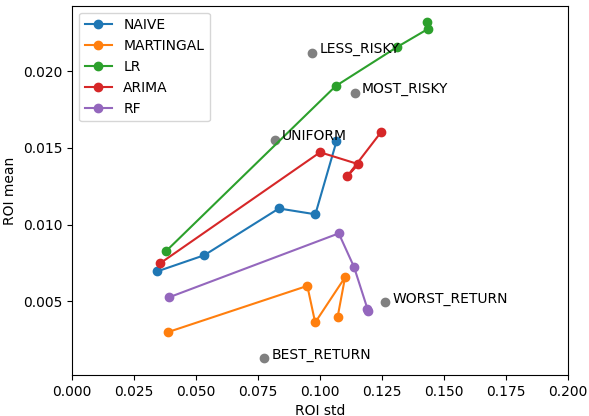 NAIVE
MARTINGAL
LR
ARIMA
RF
LESS_RISKY
MOST_RISKY
UNIFORM
WORST_RETURN
BEST_RETURN
ROI mean
0.020
0.015
0.010
0.005
0.000
0.025
0.050
0.075
0.100
0.125
0.150
0.175
0.200
ROI std